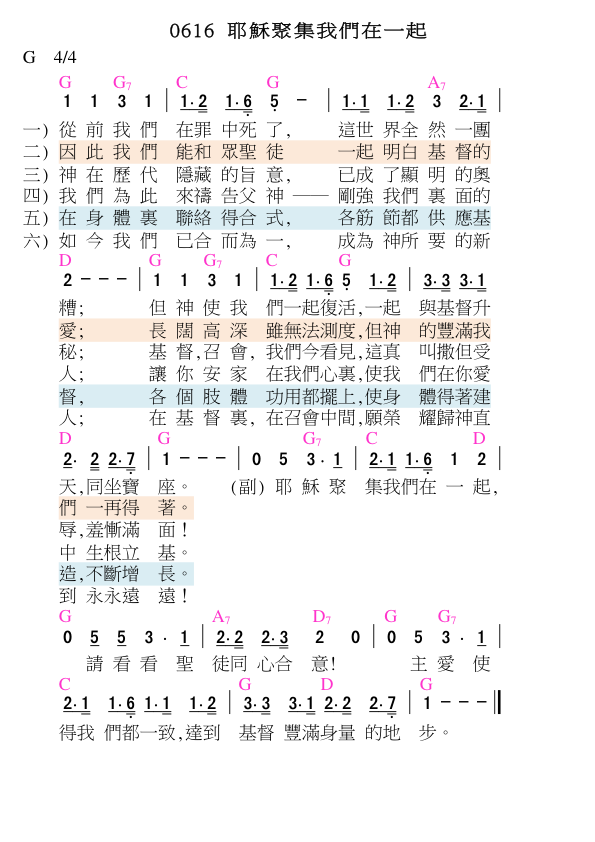 0616 耶穌聚集我們在一起
G 4/4
G G7 C G A7
1 1 3 1 | 1·2 1·6 5 － | 1·1 1·2 3 2·1 |
一) 從 前 我 們 在罪 中死 了, 這世 界全 然 一團
二) 因 此 我 們 能和 眾聖 徒 一起 明白 基 督的
三) 神 在 歷 代 隱藏 的旨 意, 已成 了顯 明 的奧
四) 我 們 為 此 來禱 告父 神 —— 剛強 我們 裏 面的
五) 在 身 體 裏 聯絡 得合 式, 各筋 節都 供 應基
六) 如 今 我 們 已合 而為 一, 成為 神所 要 的新
D G G7 C G
2 － － － | 1 1 3 1 | 1·2 1·6 5 1·2 | 3·3 3·1
糟; 但 神 使 我 們一起復活,一起 與基督升
愛; 長 闊 高 深 雖無法測度,但神 的豐滿我
秘; 基 督,召 會, 我們今看見,這真 叫撒但受
人; 讓 你 安 家 在我們心裏,使我 們在你愛
督, 各 個 肢 體 功用都擺上,使身 體得著建
人; 在 基 督 裏, 在召會中間,願榮 耀歸神直
D G G7 C D
2· 2 2·7 | 1 － － － | 0 5 3· 1 | 2·1 1·6 1 2 |
天,同坐寶 座。 (副) 耶 穌 聚 集我們在 一 起,
們 一再得 著。
辱,羞慚滿 面!
中 生根立 基。
造,不斷增 長。
到 永永遠 遠!
G A7 D7 G G7
0 5 5 3· 1 | 2·2 2·3 2 0 | 0 5 3· 1 |
請 看 看 聖 徒同 心合 意! 主 愛 使
C G D G
2·1 1·6 1·1 1·2 | 3·3 3·1 2·2 2·7 | 1 － － － ‖
得我 們都一致,達到 基督 豐滿身量 的地 步。